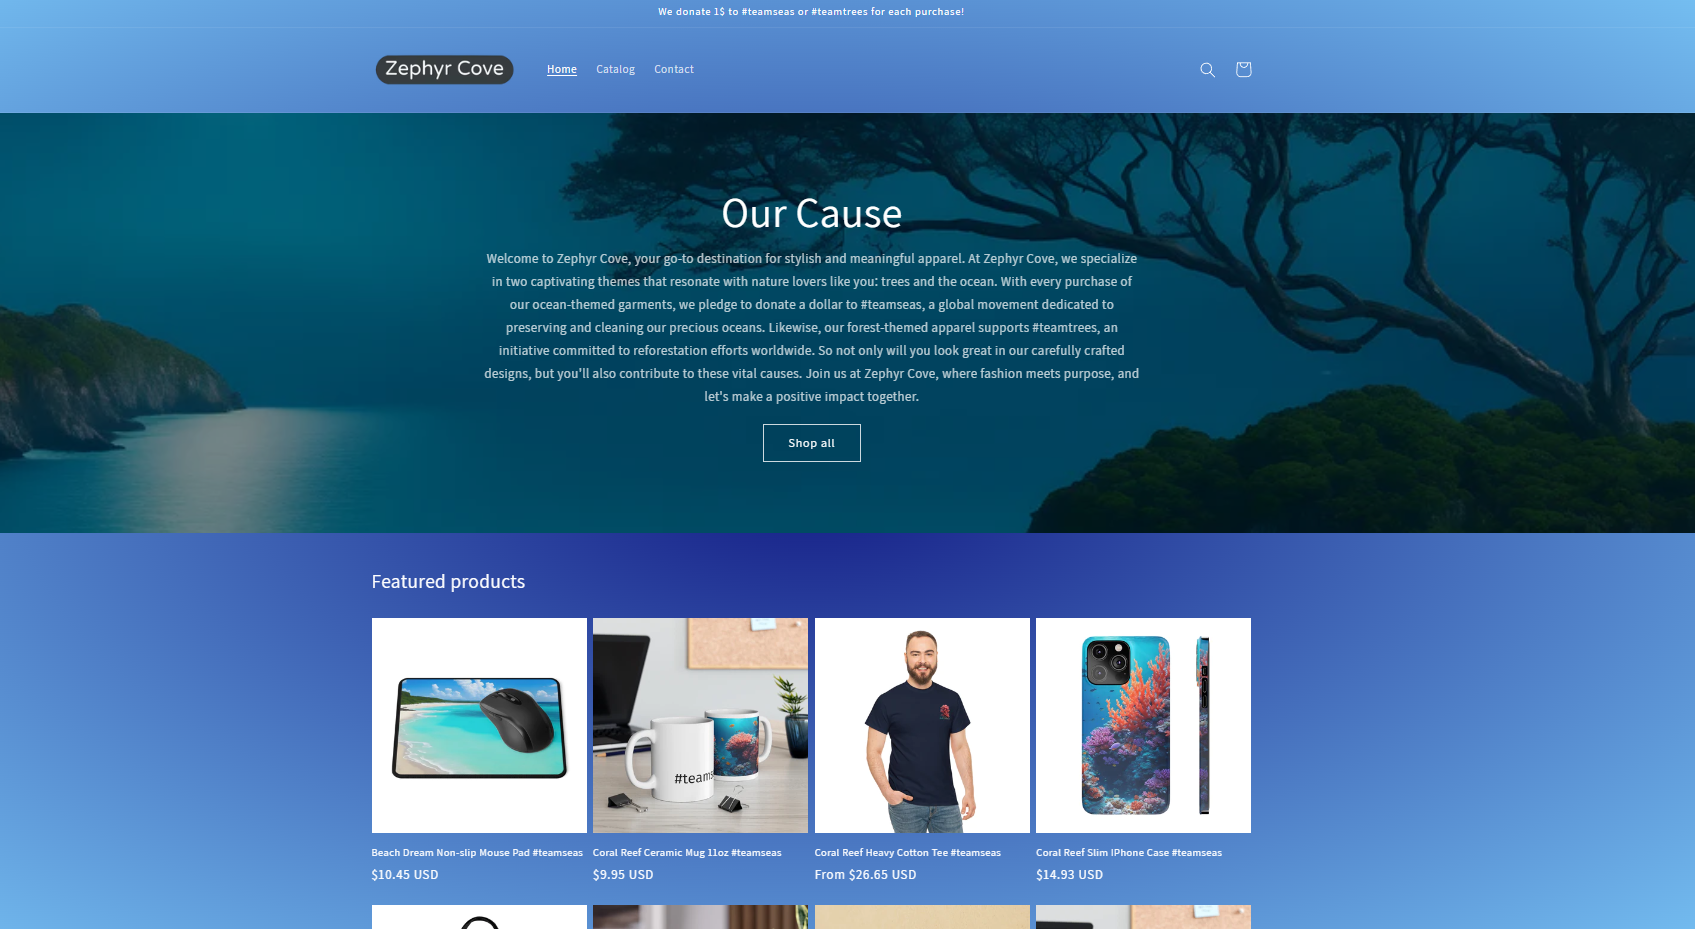 We donate 1$ to #teamseas or #teamtrees for each purchase!
Zephyr Cove
Home
Catalog
Contact
Our Cause
Welcome to Zephyr Cove, your go-to destination for stylish and meaningful apparel. At Zephyr Cove, we specialize
in two captivating themes that resonate with nature lovers like you: trees and the ocean. With every purchase of
our ocean-themed garments, we pledge to donate a dollar to #teamseas, a global movement dedicated to
preserving and cleaning our precious oceans. Likewise, our forest-themed apparel supports #teamtrees, an
initiative committed to reforestation efforts worldwide. So not only will you look great in our carefully crafted
designs, but you'll also contribute to these vital causes. Join us at Zephyr Cove, where fashion meets purpose, and
let's make a positive impact together.
Shop all
Featured products
#teams
Beach Dream Non-slip Mouse Pad #teamseas
$10.45 USD
Coral Reef Ceramic Mug 11oz #teamseas
$9.95 USD
Coral Reef Heavy Cotton Tee #teamseas
From $26.65 USD
Coral Reef Slim IPhone Case #teamseas
$14.93 USD